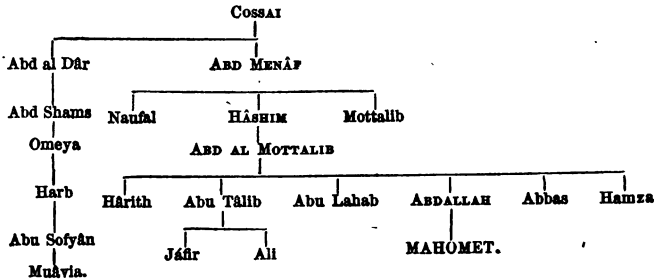 COSSAI
Abd al Dâr ABD MENÂF
Abd Shams Naufal HÂSHIM Mottalib
Omeya ABD AL MOTTALIB
Harb Hârith Abu Tâlib Abu Lahab ABDALLAH Abbas Hamza
Abu Sofyân Jáfir Ali MAHOMET.
Muâvia.